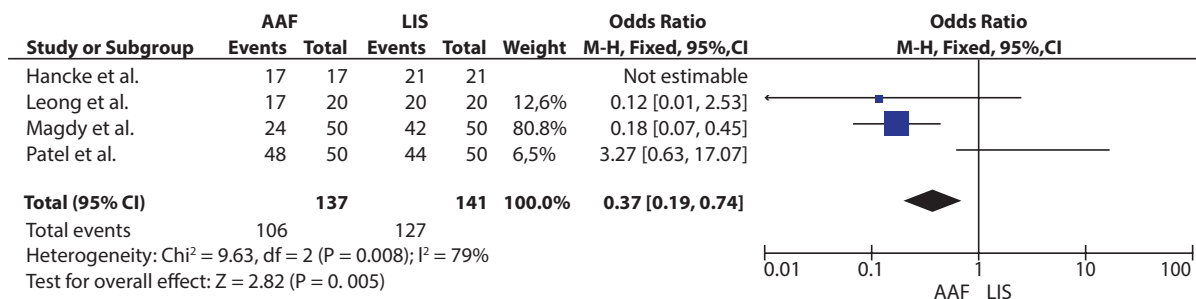 AAF LIS Odds Ratio Odds Ratio
Study or Subgroup Events Total Events Total Weight M-H, Fixed, 95%,CI M-H, Fixed, 95%,CI
Hancke et al. 17 17 21 21 Not estimable
Leong et al. 17 20 20 20 12,6% 0.12 [0.01, 2.53]
Magdy et al. 24 50 42 50 80.8% 0.18 [0.07, 0.45]
Patel et al. 48 50 44 50 6,5% 3.27 [0.63, 17.07]
Total (95% CI) 137 141 100.0% 0.37 [0.19, 0.74]
Total events 106 127
Heterogeneity: Chi² = 9.63, df = 2 (P = 0.008); I² = 79%
Test for overall effect: Z = 2.82 (P = 0. 005)
0.01 0.1 1 10 100
AAF LIS